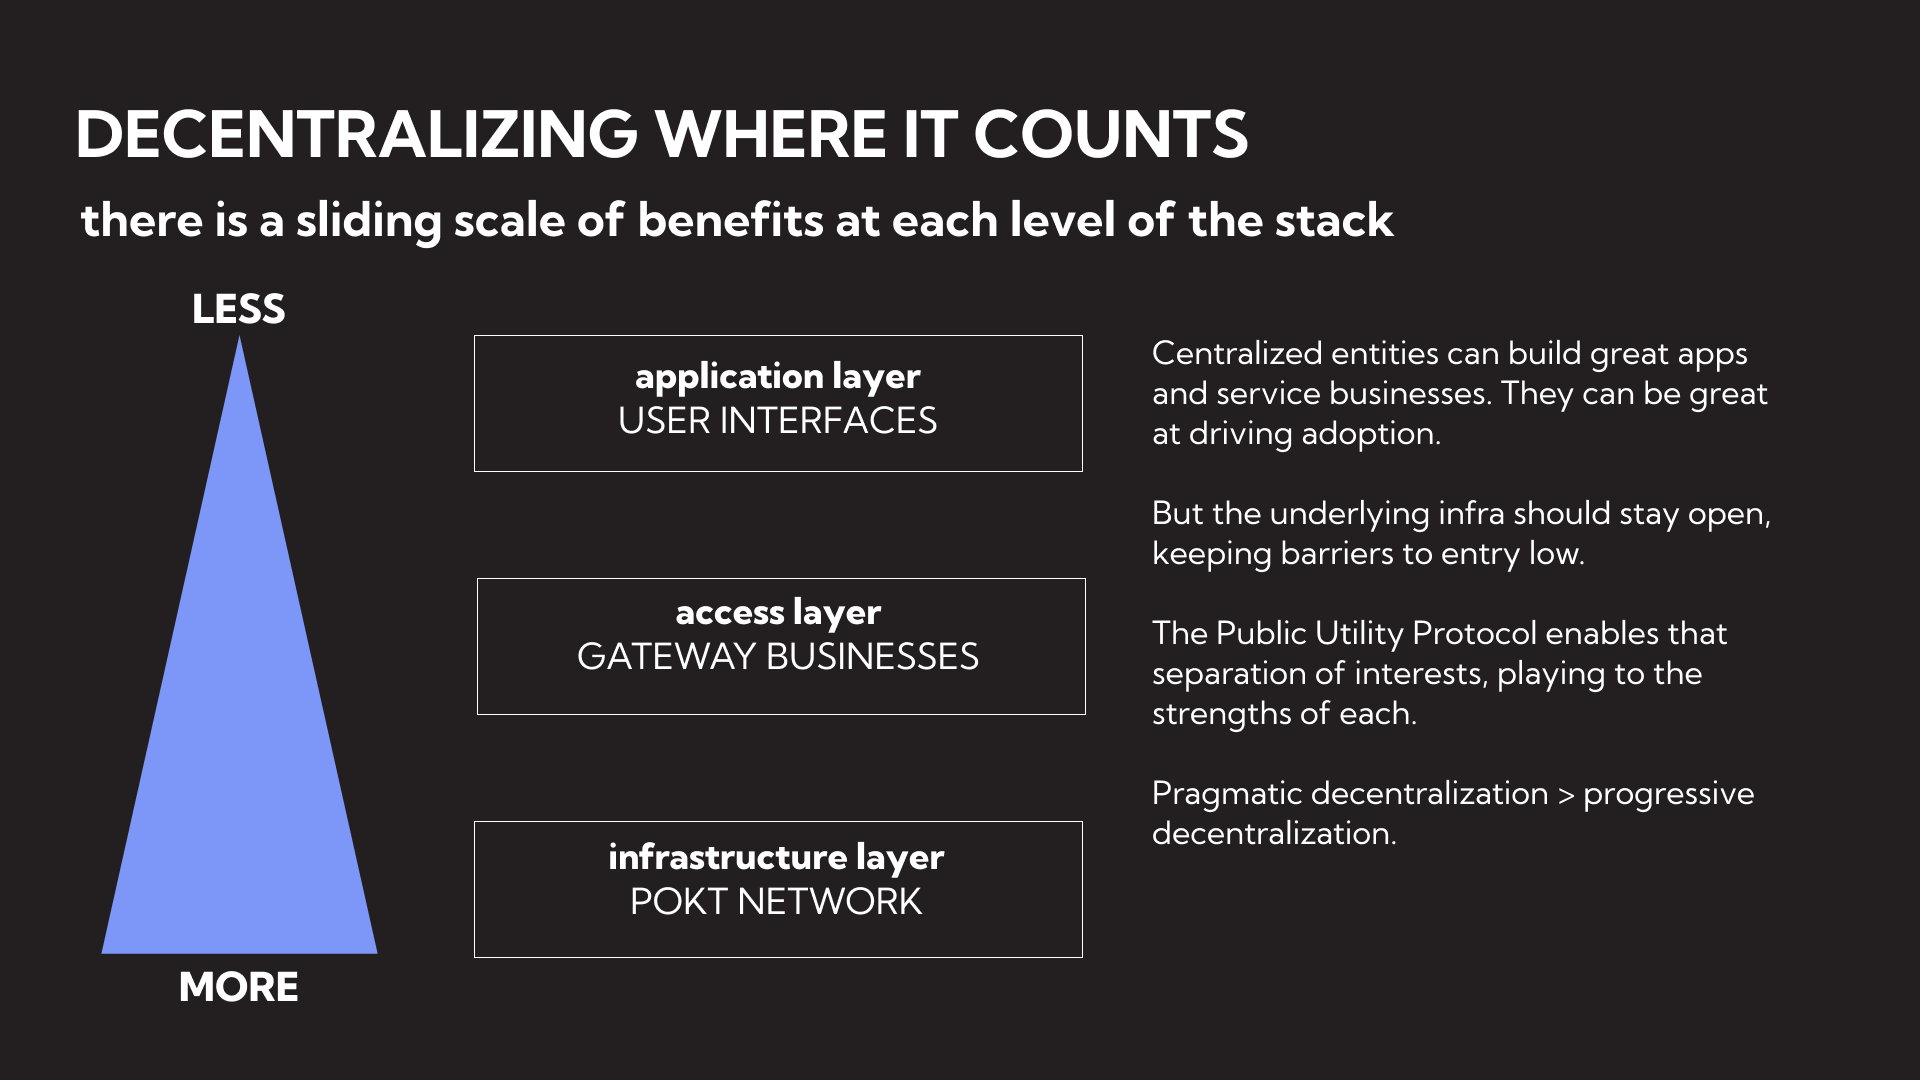 DECENTRALIZING WHERE IT COUNTS
there is a sliding scale of benefits at each level of the stack
LESS
MORE
application layer
USER INTERFACES
access layer
GATEWAY BUSINESSES
infrastructure layer
POKT NETWORK
Centralized entities can build great apps
and service businesses. They can be great
at driving adoption.
But the underlying infra should stay open,
keeping barriers to entry low.
The Public Utility Protocol enables that
separation of interests, playing to the
strengths of each.
Pragmatic decentralization > progressive
decentralization.